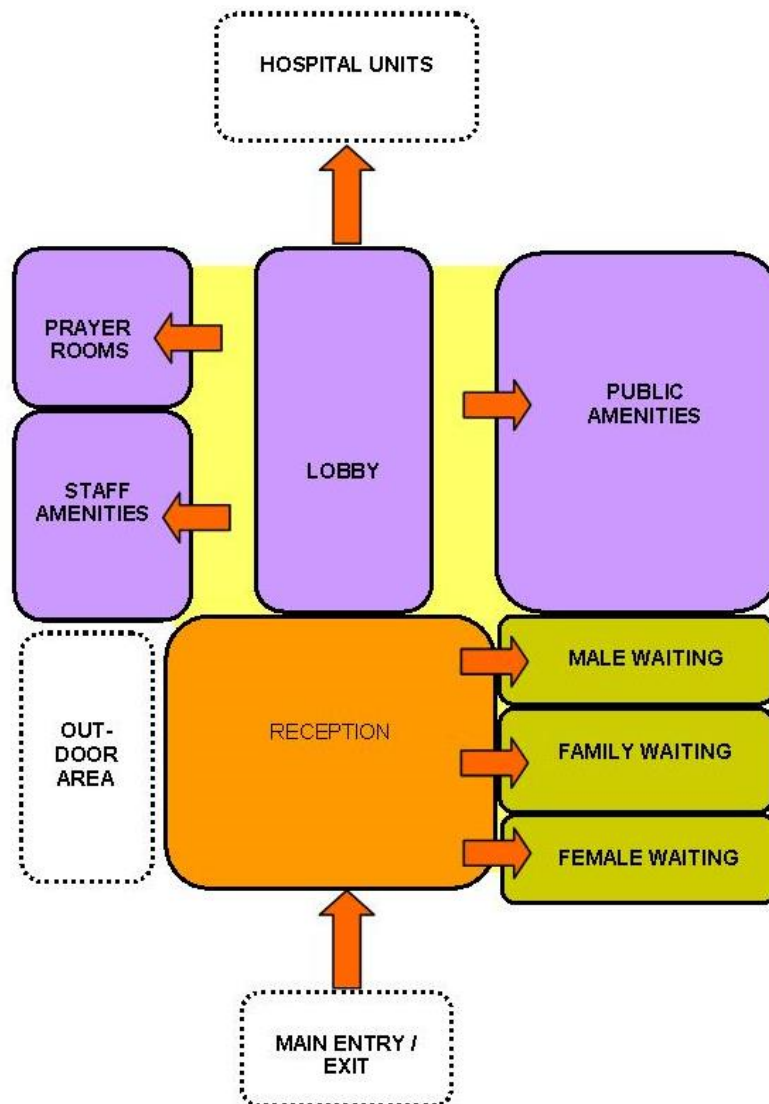 HOSPITAL UNITS
PRAYER
ROOMS
PUBLIC
AMENITIES
LOBBY
STAFF
AMENITIES
MALE WAITING
OUT-
DOOR
AREA
RECEPTION
FAMILY WAITING
FEMALE WAITING
MAIN ENTRY /
EXIT